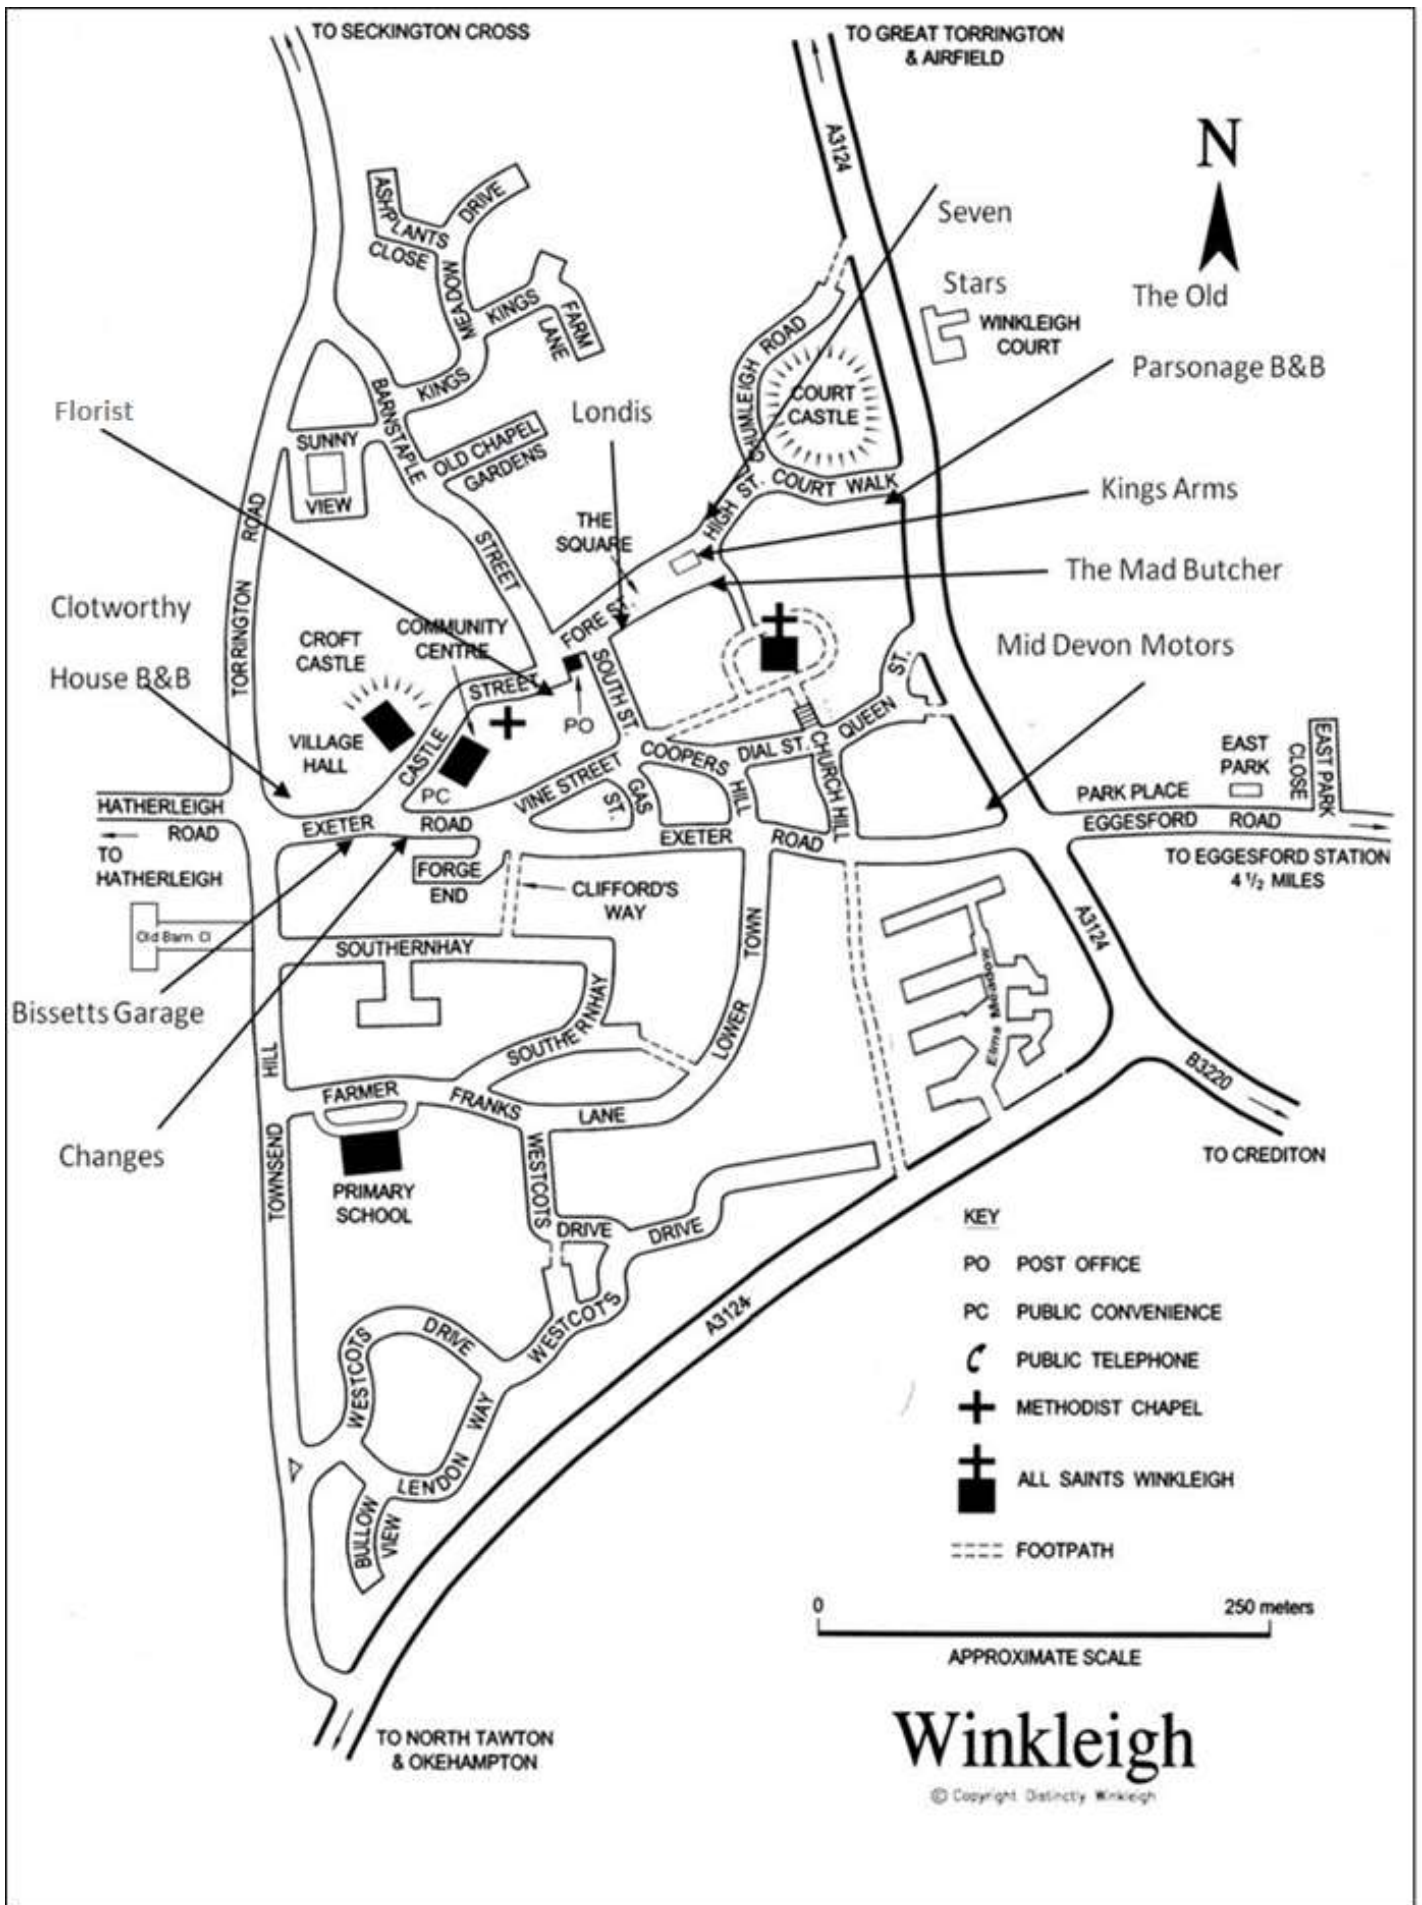 TO SECKINGTON CROSS
TO GREAT TORRINGTON
& AIRFIELD
A3124
N
ASHPLANTS
CLOSE
DRIVE
MEADOW
KINGS
KINGS
FARM
LANE
Seven
Stars
WINKLEIGH
COURT
The Old
Parsonage B&B
CHUMLEIGH ROAD
COURT
CASTLE
COURT WALK
HIGH ST.
Florist
Londis
SUNNY
VIEW
BARNSTAPLE
STREET
OLD CHAPEL
GARDENS
TORRINGTON
ROAD
THE
SQUARE
Kings Arms
The Mad Butcher
Mid Devon Motors
Clotworthy
House B&B
CROFT
CASTLE
COMMUNITY
CENTRE
FORE ST.
SOUTH ST.
PO
CASTLE
STREET
VILLAGE
HALL
PC
VINE STREET
GAS
ST.
COOPERS
HILL
DIAL ST.
QUEEN
ST.
CHURCH HILL
HATHERLEIGH
ROAD
TO
HATHERLEIGH
EXETER
ROAD
EXETER
ROAD
EAST
PARK
EAST PARK
CLOSE
PARK PLACE
EGGESFORD
ROAD
TO EGGESFORD STATION
4 1/2 MILES
FORGE
END
CLIFFORD'S
WAY
Old Barn Cl
SOUTHERNHAY
SOUTHERNHAY
LOWER
TOWN
Elms Meadow
A3124
B3220
TO CREDITON
Bissetts Garage
Changes
TOWNSEND
HILL
FARMER
FRANKS
LANE
PRIMARY
SCHOOL
WESTCOTS
DRIVE
DRIVE
WESTCOTS
WESTCOTS
DRIVE
LENDON
WAY
BULLOW
VIEW
A3124
TO NORTH TAWTON
& OKEHAMPTON
KEY
PO POST OFFICE
PC PUBLIC CONVENIENCE
PUBLIC TELEPHONE
METHODIST CHAPEL
ALL SAINTS WINKLEIGH
FOOTPATH
0 250 meters
APPROXIMATE SCALE
Winkleigh
© Copyright Distinctly Winkleigh